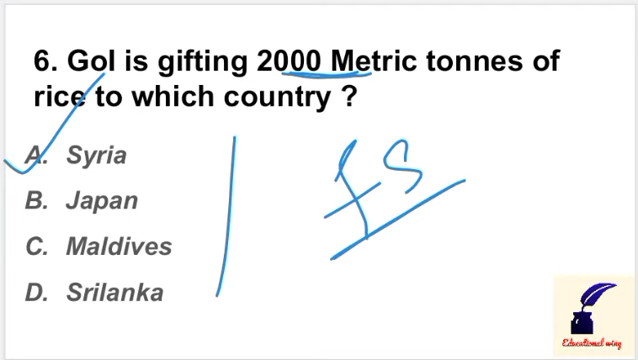 6. GoI is gifting 2000 Metric tonnes of
rice to which country ?
A. Syria
B. Japan
C. Maldives
D. Srilanka
Educational wing